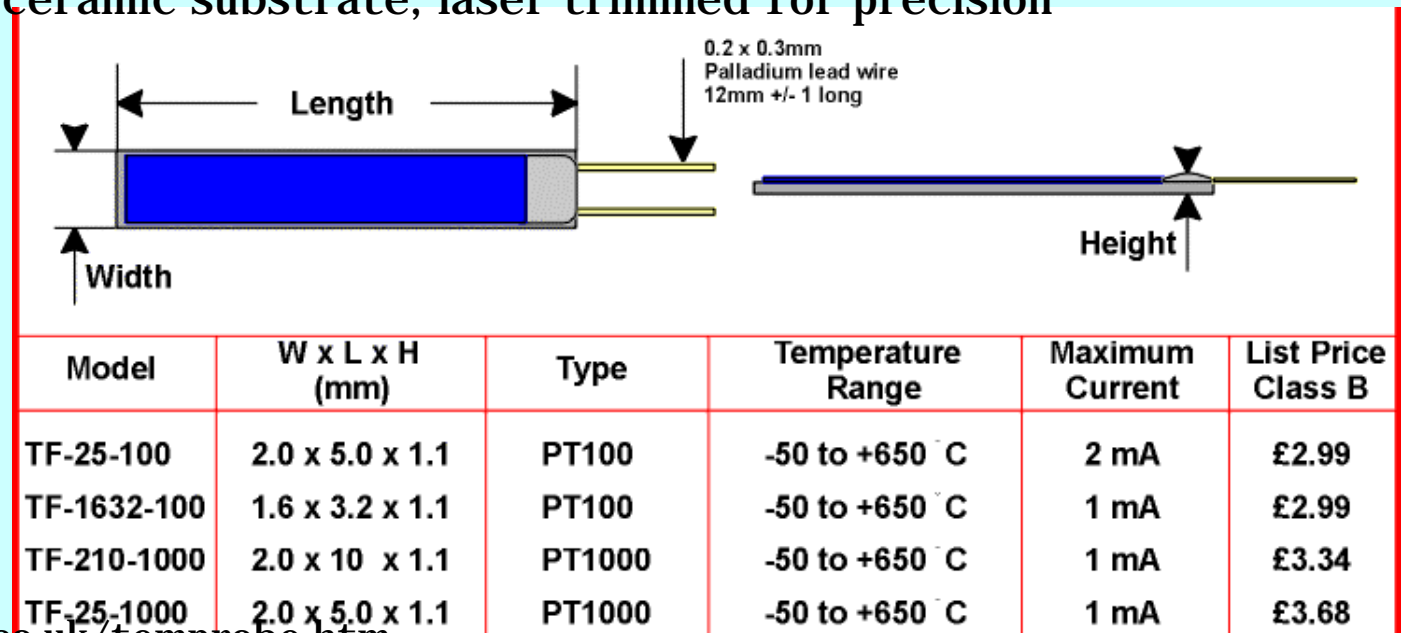 ceramic substrate, laser trimmed for precision
0.2 x 0.3mm
Palladium lead wire
12mm +/- 1 long
Length
Width
Height
Model W x L x H (mm) Type Temperature Range Maximum Current List Price Class B
TF-25-100 2.0 x 5.0 x 1.1 PT100 -50 to +650 °C 2 mA £2.99
TF-1632-100 1.6 x 3.2 x 1.1 PT100 -50 to +650 °C 1 mA £2.99
TF-210-1000 2.0 x 10 x 1.1 PT1000 -50 to +650 °C 1 mA £3.34
TF-25-1000 2.0 x 5.0 x 1.1 PT1000 -50 to +650 °C 1 mA £3.68